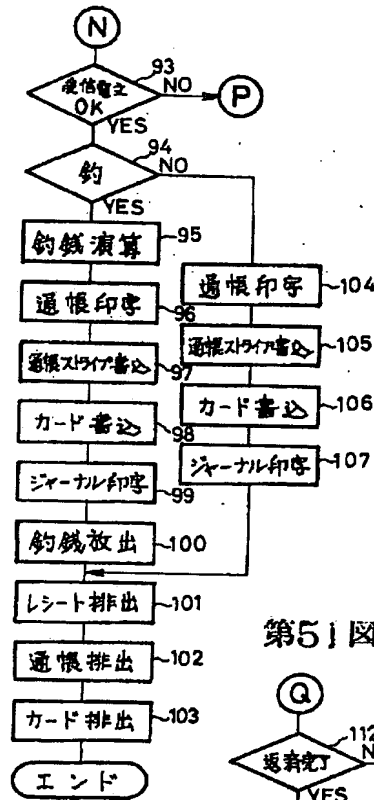 N
93
受信電文
OK
NO
P
YES
94
釣
NO
YES
釣銭演算
95
通帳印字
96
通帳ストライプ書込
97
カード書込
98
ジャーナル印字
99
釣銭放出
100
通帳印字
104
通帳ストライプ書込
105
カード書込
106
ジャーナル印字
107
レシート排出
101
通帳排出
102
カード排出
103
エンド
第5j図
Q
112
返済完了
N
YES